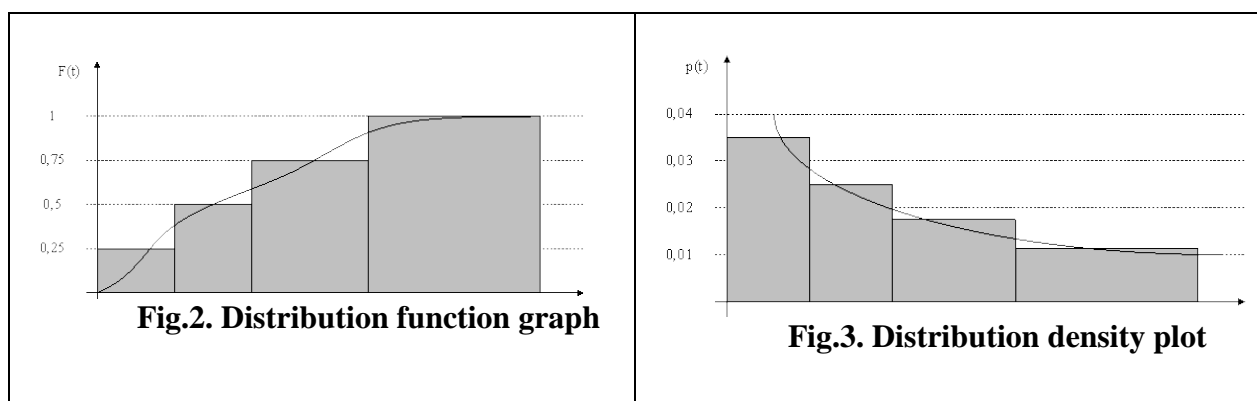 F(t)
1
0,75
0,5
0,25
Fig.2. Distribution function graph
p(t)
0,04
0,03
0,02
0,01
Fig.3. Distribution density plot